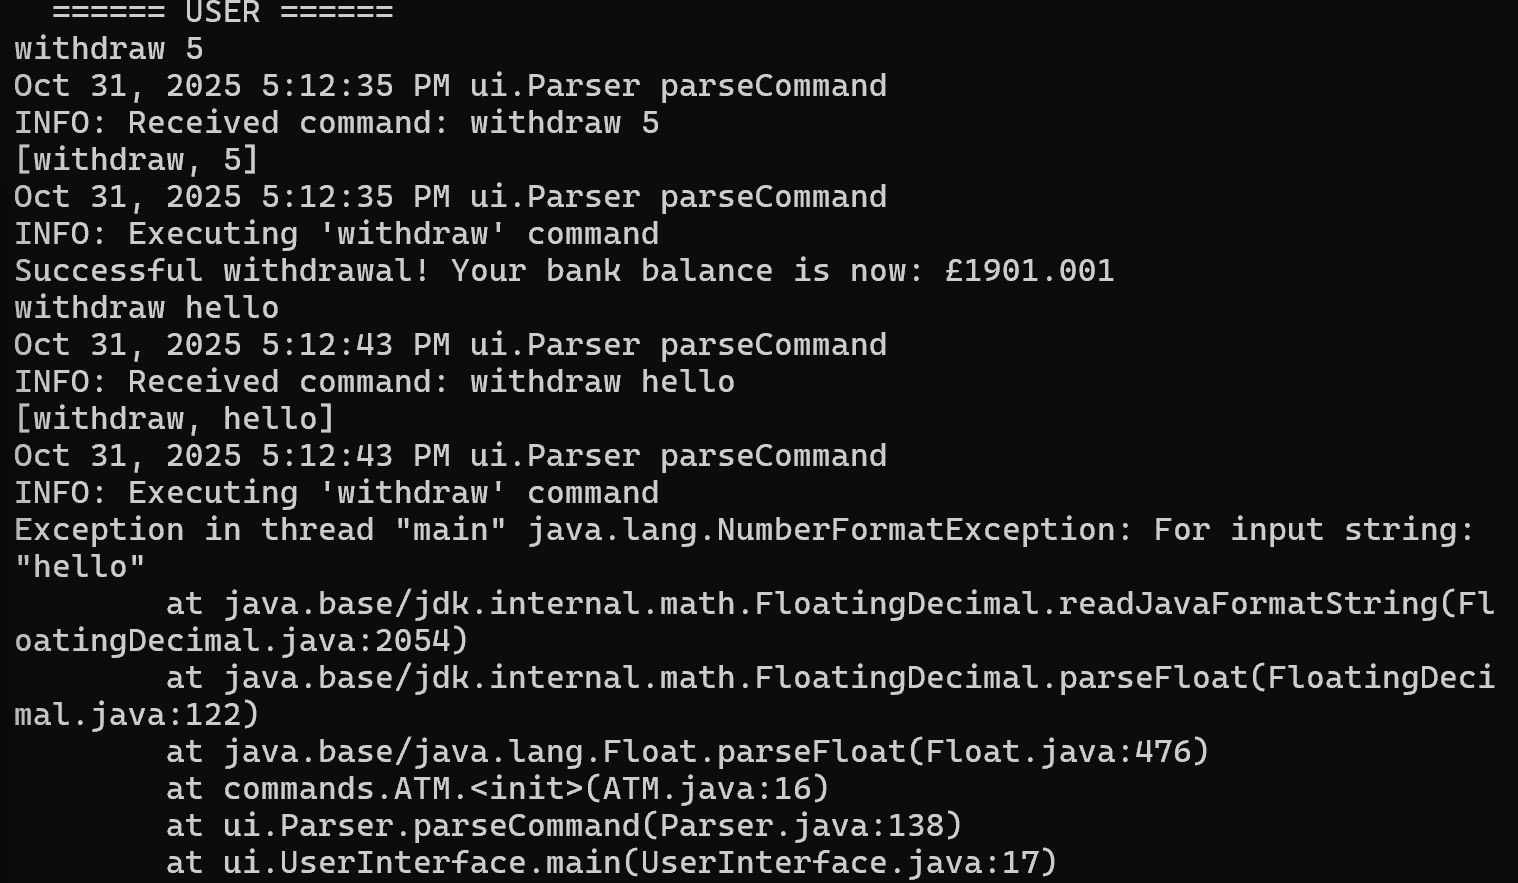 ====== USER ======
withdraw 5
Oct 31, 2025 5:12:35 PM ui.Parser parseCommand
INFO: Received command: withdraw 5
[withdraw, 5]
Oct 31, 2025 5:12:35 PM ui.Parser parseCommand
INFO: Executing 'withdraw' command
Successful withdrawal! Your bank balance is now: £1901.001
withdraw hello
Oct 31, 2025 5:12:43 PM ui.Parser parseCommand
INFO: Received command: withdraw hello
[withdraw, hello]
Oct 31, 2025 5:12:43 PM ui.Parser parseCommand
INFO: Executing 'withdraw' command
Exception in thread "main" java.lang.NumberFormatException: For input string:
"hello"
        at java.base/jdk.internal.math.FloatingDecimal.readJavaFormatString(Fl
oatingDecimal.java:2054)
        at java.base/jdk.internal.math.FloatingDecimal.parseFloat(FloatingDeci
mal.java:122)
        at java.base/java.lang.Float.parseFloat(Float.java:476)
        at commands.ATM.<init>(ATM.java:16)
        at ui.Parser.parseCommand(Parser.java:138)
        at ui.UserInterface.main(UserInterface.java:17)